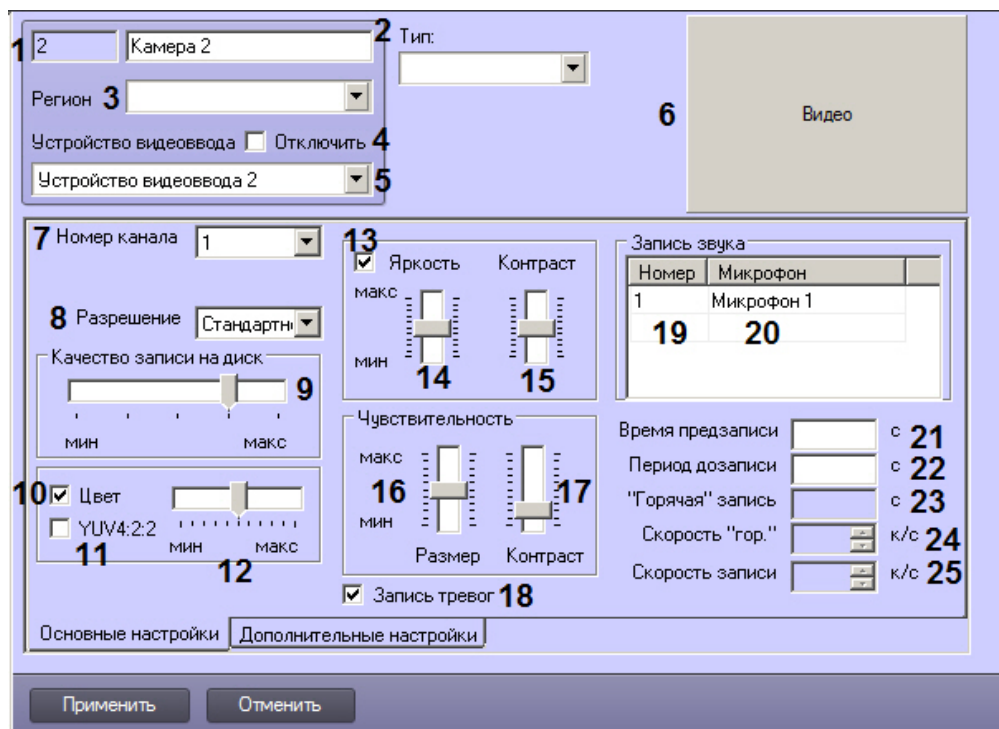 1 2 Камера 2 2 Тип:
Регион 3
6 Видео
Устройство видеоввода Отключить 4
Устройство видеоввода 2 5
7 Номер канала 1
8 Разрешение Стандартн
Качество записи на диск
9
мин макс
10 Цвет
11 YUV4:2:2
мин макс
12
13 Яркость Контраст
макс
мин
14 15
Чувствительность
макс
16 17
мин
Размер Контраст
Запись тревог 18
Запись звука
Номер Микрофон
1 Микрофон 1
19 20
Время предзаписи с 21
Период дозаписи с 22
"Горячая" запись с 23
Скорость "гор." к/с 24
Скорость записи к/с 25
Основные настройки Дополнительные настройки
Применить Отменить